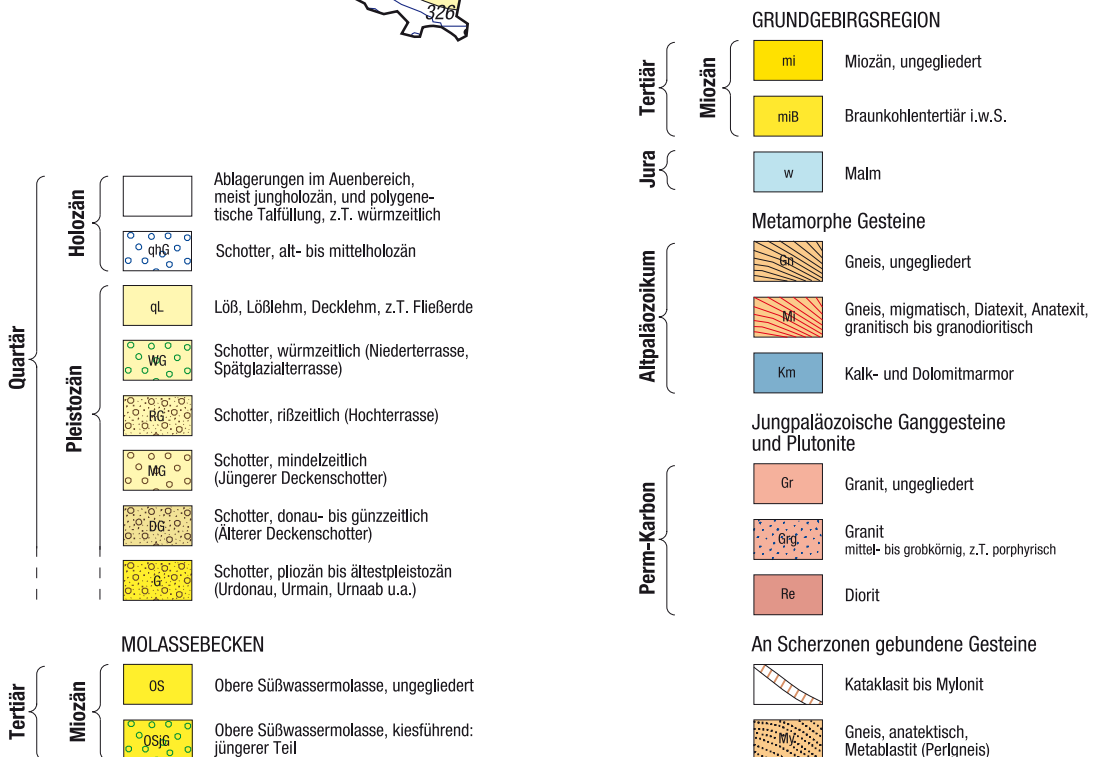 326
Quartär
Holozän
Ablagerungen im Auenbereich,
meist jungholozän, und polygene-
tische Talfüllung, z.T. würmzeitlich
qhG
Schotter, alt- bis mittelholozän
Pleistozän
qL
Löß, Lößlehm, Decklehm, z.T. Fließerde
WG
Schotter, würmzeitlich (Niederterrasse,
Spätglazialterrasse)
RG
Schotter, rißzeitlich (Hochterrasse)
MG
Schotter, mindelzeitlich
(Jüngerer Deckenschotter)
DG
Schotter, donau- bis günzzeitlich
(Älterer Deckenschotter)
G
Schotter, pliozän bis ältestpleistozän
(Urdonau, Urmain, Urnaab u.a.)
MOLASSEBECKEN
Tertiär
Miozän
OS
Obere Süßwassermolasse, ungegliedert
OSjG
Obere Süßwassermolasse, kiesführend:
jüngerer Teil
GRUNDGEBIRGSREGION
Tertiär
Miozän
mi
Miozän, ungegliedert
miB
Braunkohlentertiär i.w.S.
Jura
w
Malm
Metamorphe Gesteine
Altpaläozoikum
Gn
Gneis, ungegliedert
Mi
Gneis, migmatisch, Diatexit, Anatexit,
granitisch bis granodioritisch
Km
Kalk- und Dolomitmarmor
Jungpaläozoische Ganggesteine
und Plutonite
Perm-Karbon
Gr
Granit, ungegliedert
Grg
Granit
mittel- bis grobkörnig, z.T. porphyrisch
Re
Diorit
An Scherzonen gebundene Gesteine
Kataklasit bis Mylonit
My
Gneis, anatektisch,
Metablastit (Perlgneis)